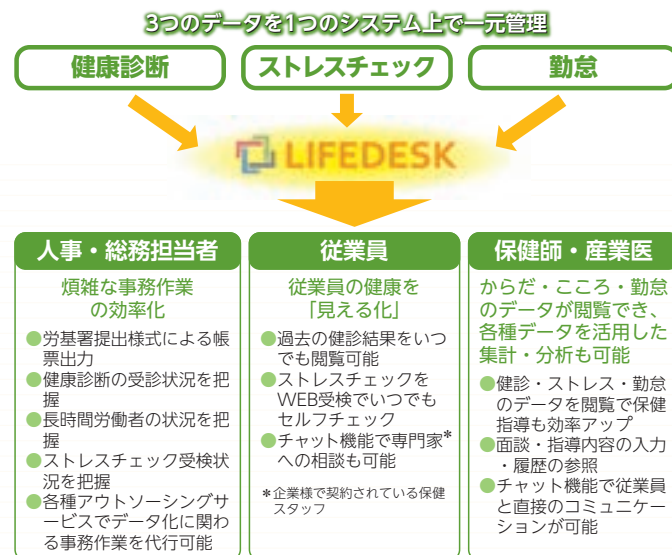 3つのデータを1つのシステム上で一元管理
健康診断
ストレスチェック
勤怠
LIFEDESK
人事・総務担当者
煩雑な事務作業
の効率化
●労基署提出様式による帳
票出力
●健康診断の受診状況を把
握
●長時間労働者の状況を把
握
●ストレスチェック受検状
況を把握
●各種アウトソーシングサ
ービスでデータ化に関わ
る事務作業を代行可能
従業員
従業員の健康を
「見える化」
●過去の健診結果をいつ
でも閲覧可能
●ストレスチェックを
WEB受検でいつでも
セルフチェック
●チャット機能で専門家*
への相談も可能
*企業様で契約されている保健
スタッフ
保健師・産業医
からだ・こころ・勤怠
のデータが閲覧でき、
各種データを活用した
集計・分析も可能
●健診・ストレス・勤怠
のデータを閲覧で保健
指導も効率アップ
●面談・指導内容の入力
・履歴の参照
●チャット機能で従業員
と直接のコミュニケー
ションが可能